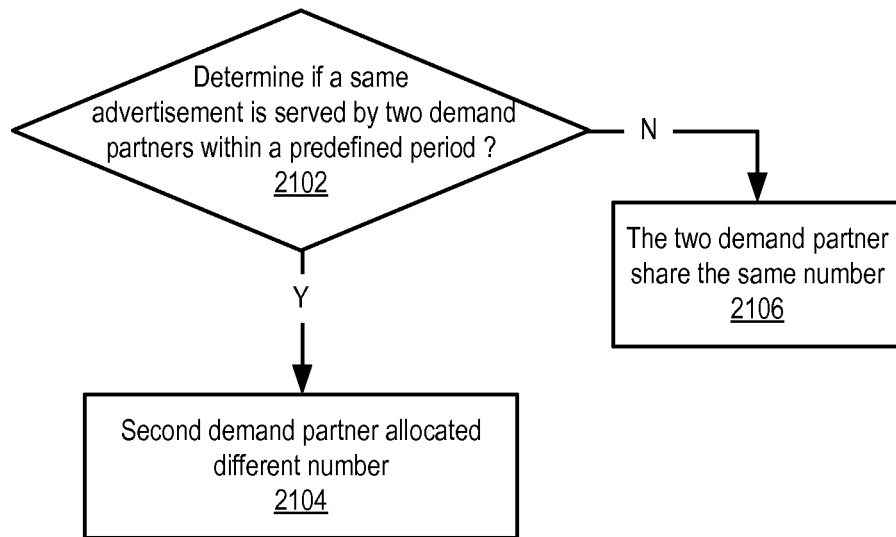 Determine if a same
advertisement is served by two demand
partners within a predefined period ?
2102
N
The two demand partner
share the same number
2106
Y
Second demand partner allocated
different number
2104